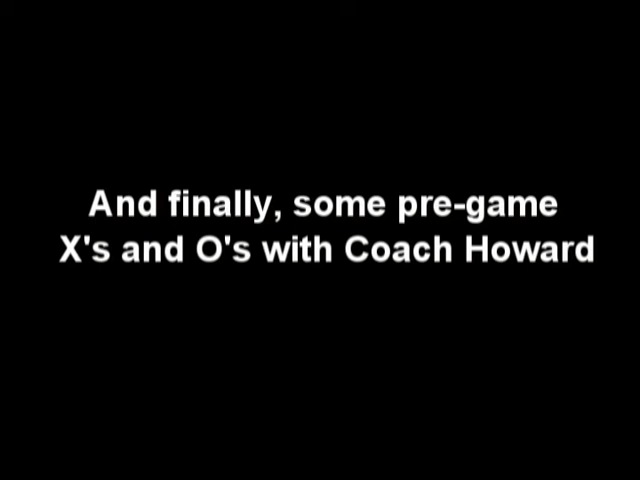 And finally, some pre-game
X's and O's with Coach Howard